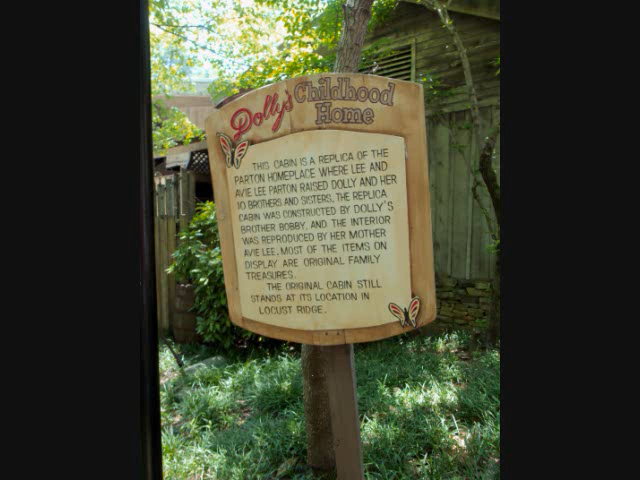 Dolly's Childhood
Home
THIS CABIN IS A REPLICA OF THE
PARTON HOMEPLACE WHERE LEE AND
AVIE LEE PARTON RAISED DOLLY AND HER
10 BROTHERS AND SISTERS. THE REPLICA
CABIN WAS CONSTRUCTED BY DOLLY'S
BROTHER BOBBY, AND THE INTERIOR
WAS REPRODUCED BY HER MOTHER
AVIE LEE. MOST OF THE ITEMS ON
DISPLAY ARE ORIGINAL FAMILY
TREASURES.
THE ORIGINAL CABIN STILL
STANDS AT ITS LOCATION IN
LOCUST RIDGE.